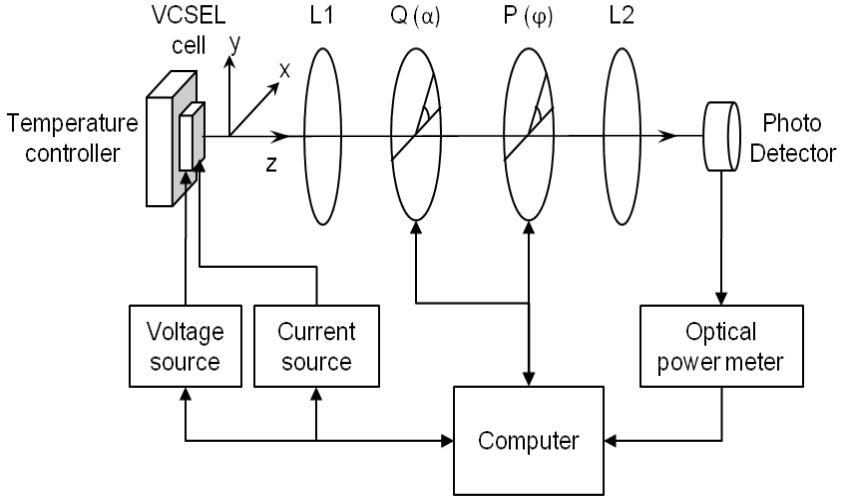 VCSEL
cell
L1
Q (α)
P (φ)
L2
y
x
z
Temperature
controller
Photo
Detector
Voltage
source
Current
source
Optical
power meter
Computer